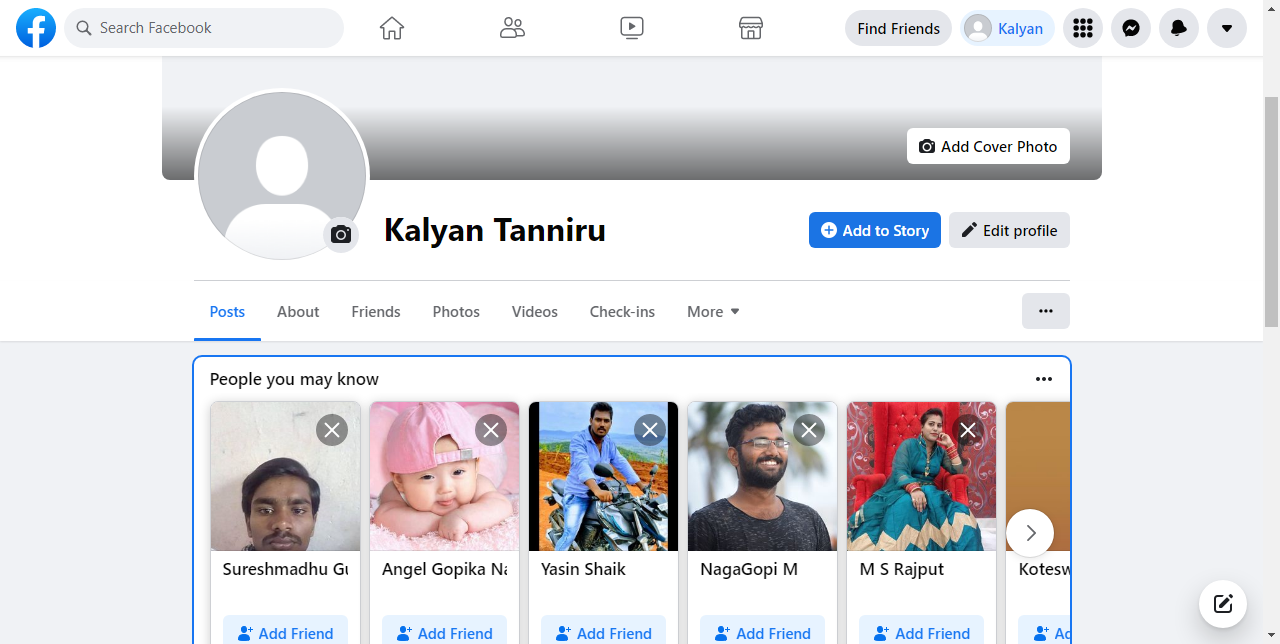 Search Facebook
Find Friends
Kalyan
Add Cover Photo
Kalyan Tanniru
Add to Story
Edit profile
Posts About Friends Photos Videos Check-ins More
People you may know
Sureshmadhu Gu Angel Gopika Na Yasin Shaik NagaGopi M M S Rajput Kotesw
Add Friend Add Friend Add Friend Add Friend Add Friend Ad